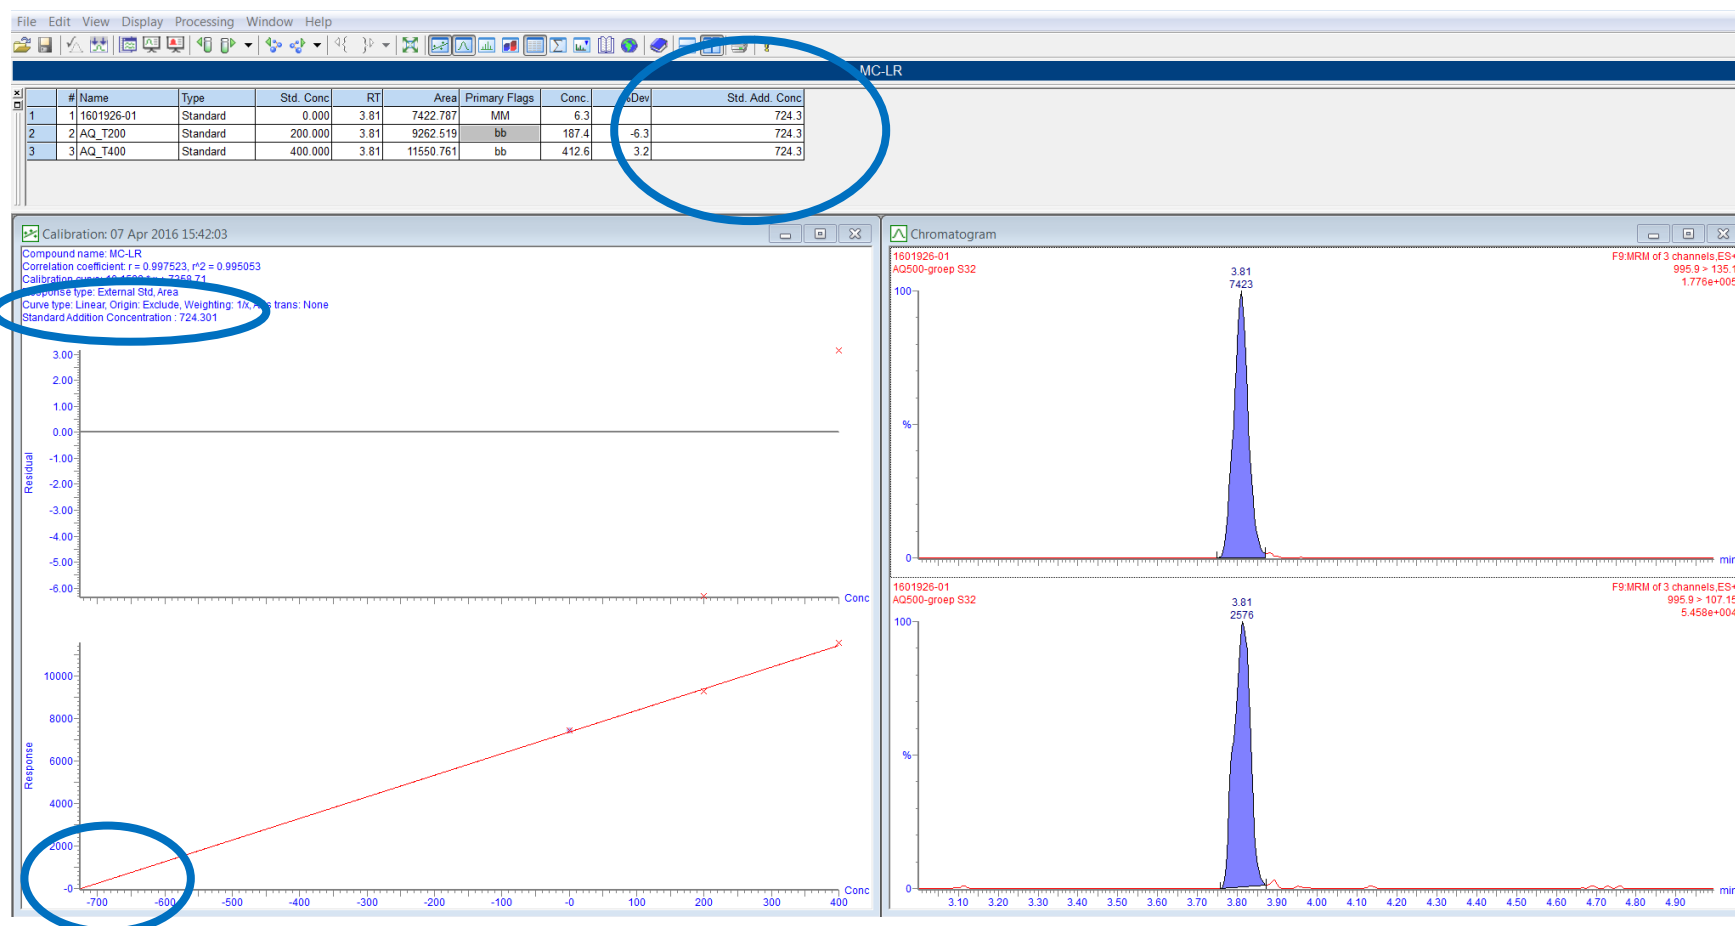 File Edit View Display Processing Window Help
MC-LR
# Name Type Std. Conc RT Area Primary Flags Conc. %Dev Std. Add. Conc
1 1 1601926-01 Standard 0.000 3.81 7422.787 MM 6.3 724.3
2 2 AQ_T200 Standard 200.000 3.81 9262.519 bb 187.4 -6.3 724.3
3 3 AQ_T400 Standard 400.000 3.81 11550.761 bb 412.6 3.2 724.3
Calibration: 07 Apr 2016 15:42:03
Compound name: MC-LR
Correlation coefficient: r = 0.997523, r^2 = 0.995053
Calibration curve:
Response type: External Std, Area
Curve type: Linear, Origin: Exclude, Weighting: 1/x, Axis trans: None
Standard Addition Concentration : 724.301
3.00
2.00
1.00
0.00
-1.00
-2.00
-3.00
-4.00
-5.00
-6.00
Residual
Conc
10000
8000
6000
4000
2000
-0
Response
Conc
-700 -600 -500 -400 -300 -200 -100 -0 100 200 300 400
Chromatogram
1601926-01
AQ500-groep S32
F9:MRM of 3 channels,ES+
995.9 > 135.1
1.776e+005
3.81
7423
100
%
0
min
1601926-01
AQ500-groep S32
F9:MRM of 3 channels,ES+
995.9 > 107.15
5.458e+004
3.81
2576
100
%
0
min
3.10 3.20 3.30 3.40 3.50 3.60 3.70 3.80 3.90 4.00 4.10 4.20 4.30 4.40 4.50 4.60 4.70 4.80 4.90